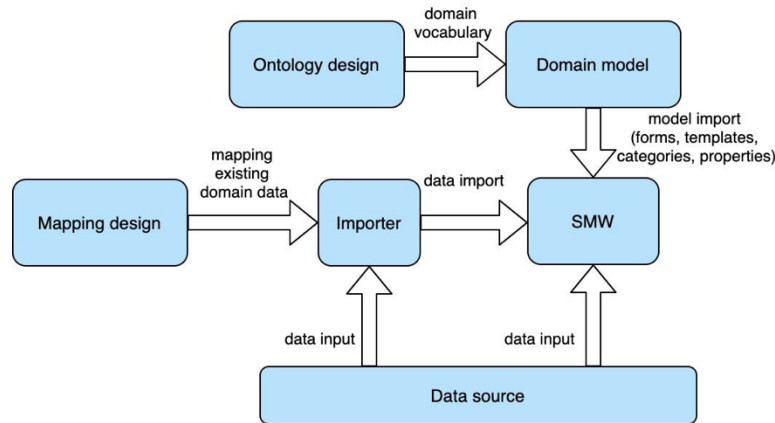 domain
vocabulary
Ontology design
Domain model
model import
(forms, templates,
categories, properties)
mapping
existing
domain data
data import
Mapping design
Importer
SMW
data input
data input
Data source